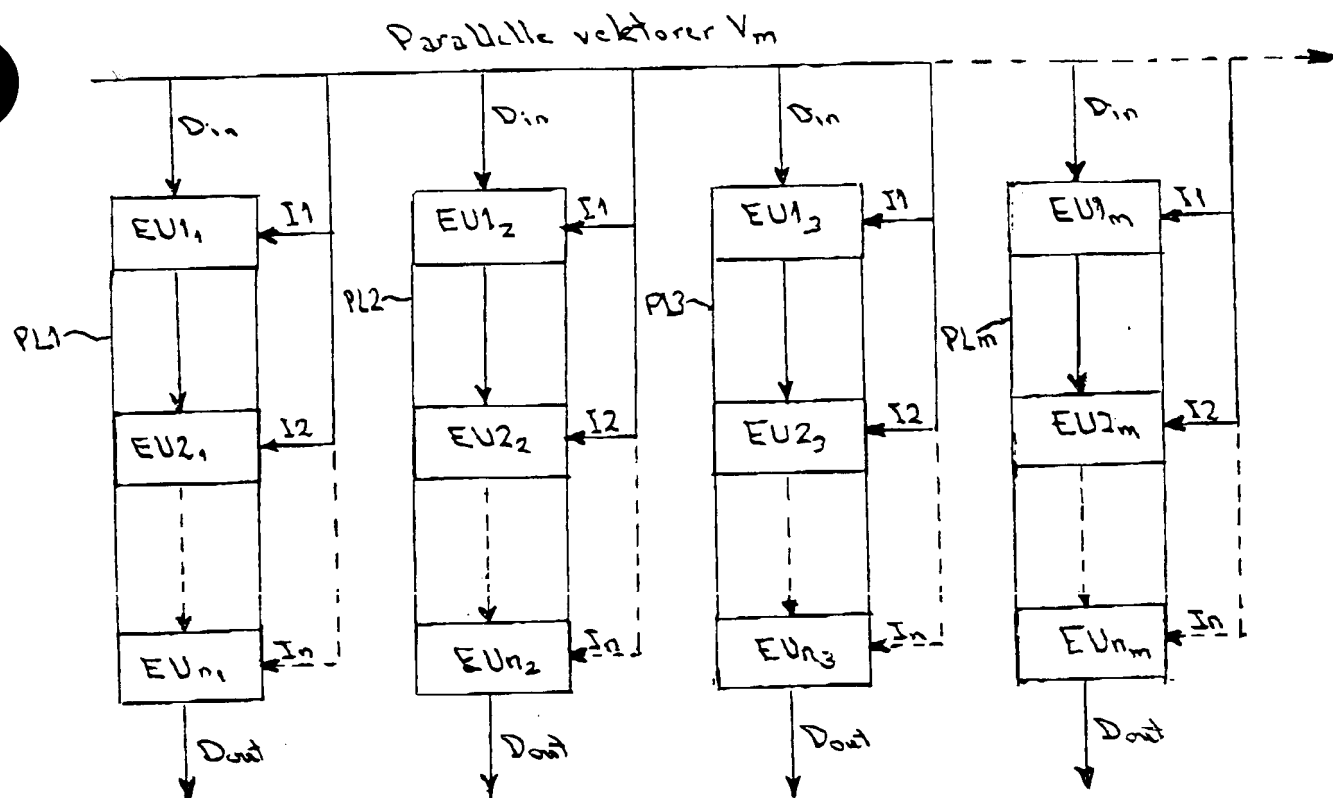 Parallelle vektorer Vm
Din Din Din Din
EU1₁ I1 EU1₂ I1 EU1₃ I1 EU1m I1
PL1 PL2 PL3 PLm
EU2₁ I2 EU2₂ I2 EU2₃ I2 EU2m I2
EUn₁ In EUn₂ In EUn₃ In EUnm In
Dout Dout Dout Dout